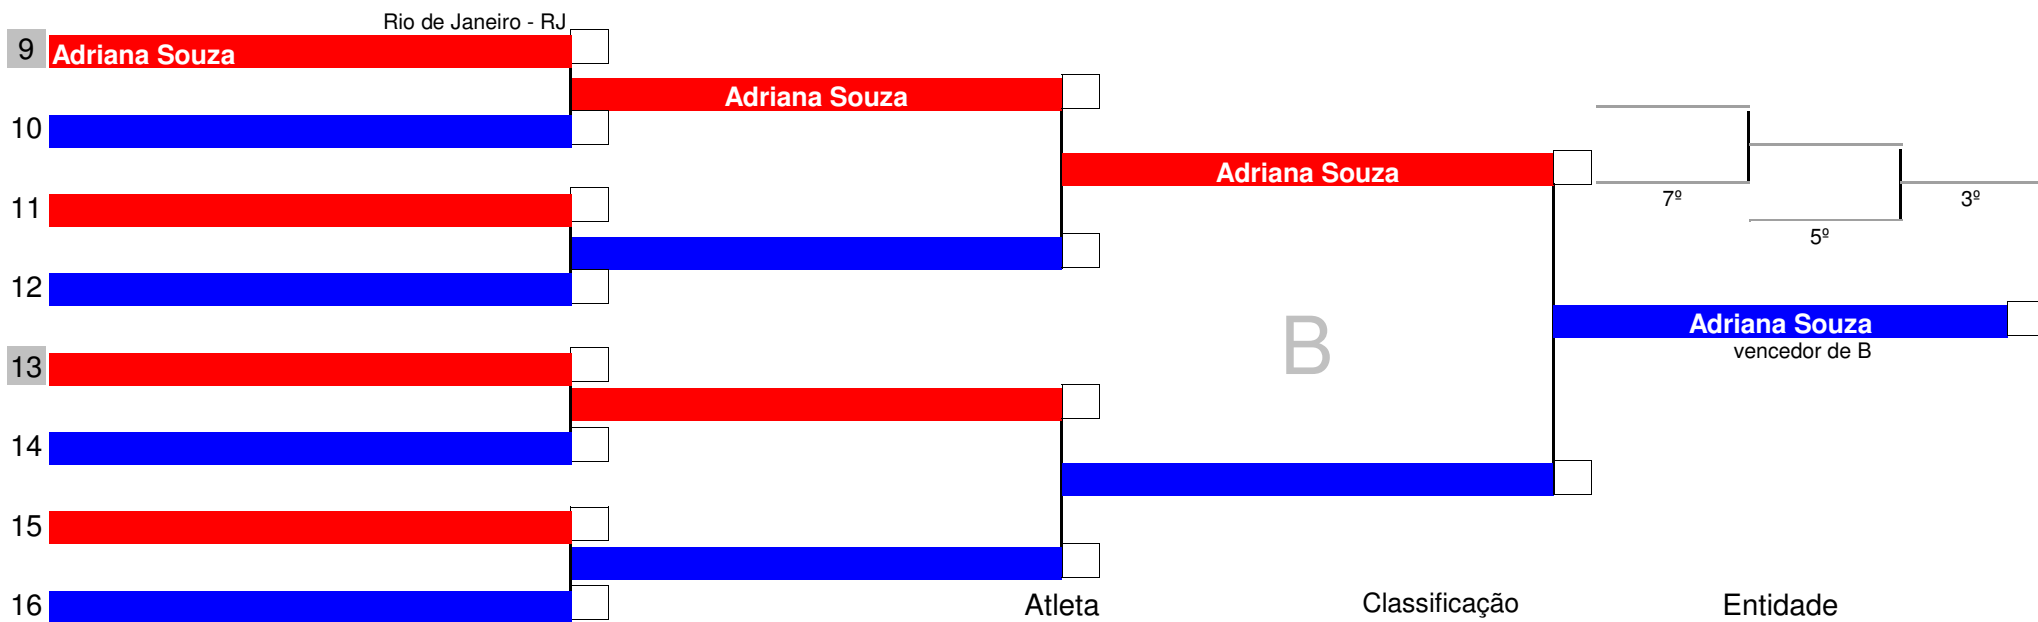 Rio de Janeiro - RJ
9 Adriana Souza
Adriana Souza
10
Adriana Souza
11
7º
3º
5º
12
Adriana Souza
vencedor de B
B
13
14
15
16
Atleta
Classificação
Entidade